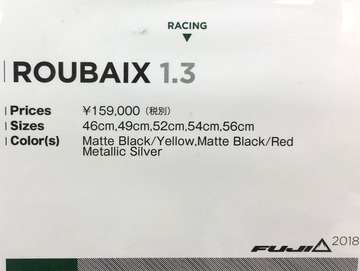 RACING
ROUBAIX 1.3
Prices ¥159,000 (税別)
Sizes 46cm,49cm,52cm,54cm,56cm
Color(s) Matte Black/Yellow,Matte Black/Red
Metallic Silver
FUJI 2018